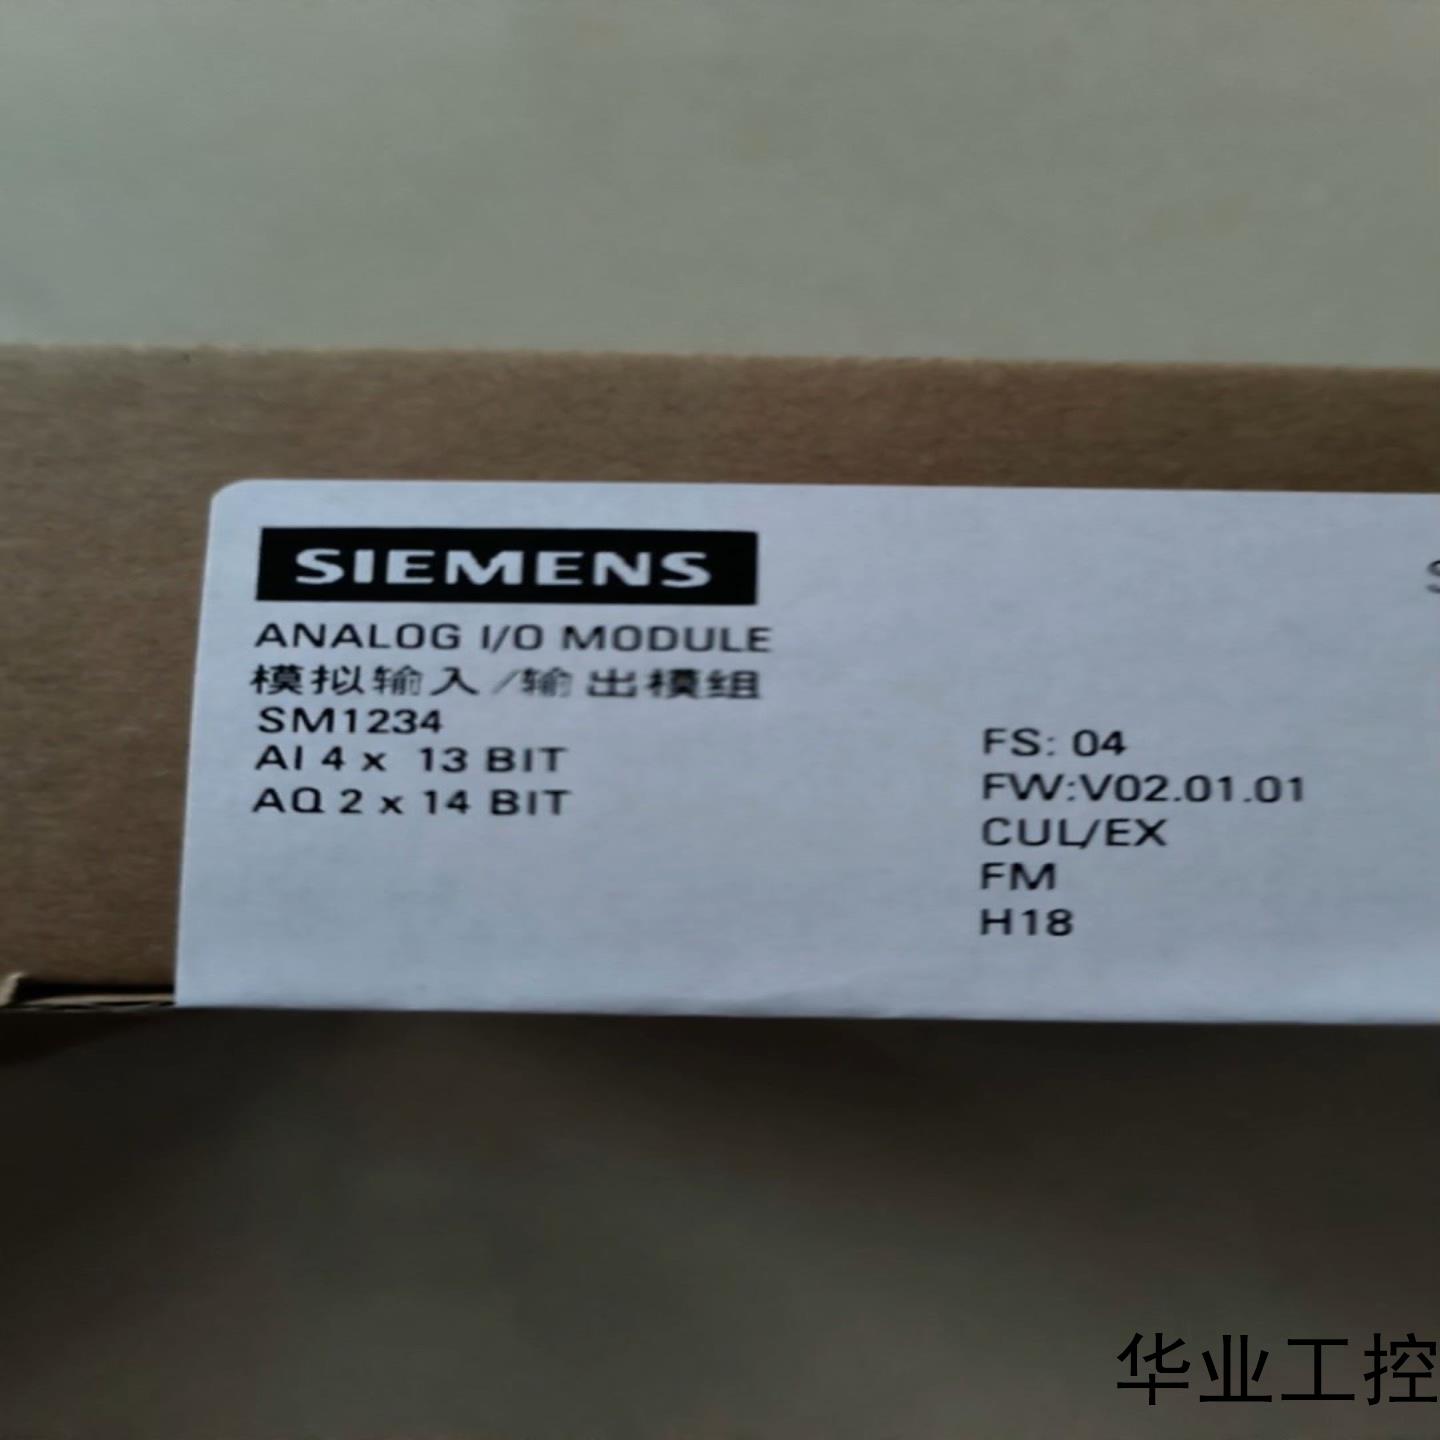 SIEMENS
ANALOG I/O MODULE
模拟输入/输出模组
SM1234
AI 4 x 13 BIT
AQ 2 x 14 BIT
FS: 04
FW:V02.01.01
CUL/EX
FM
H18
华业工控